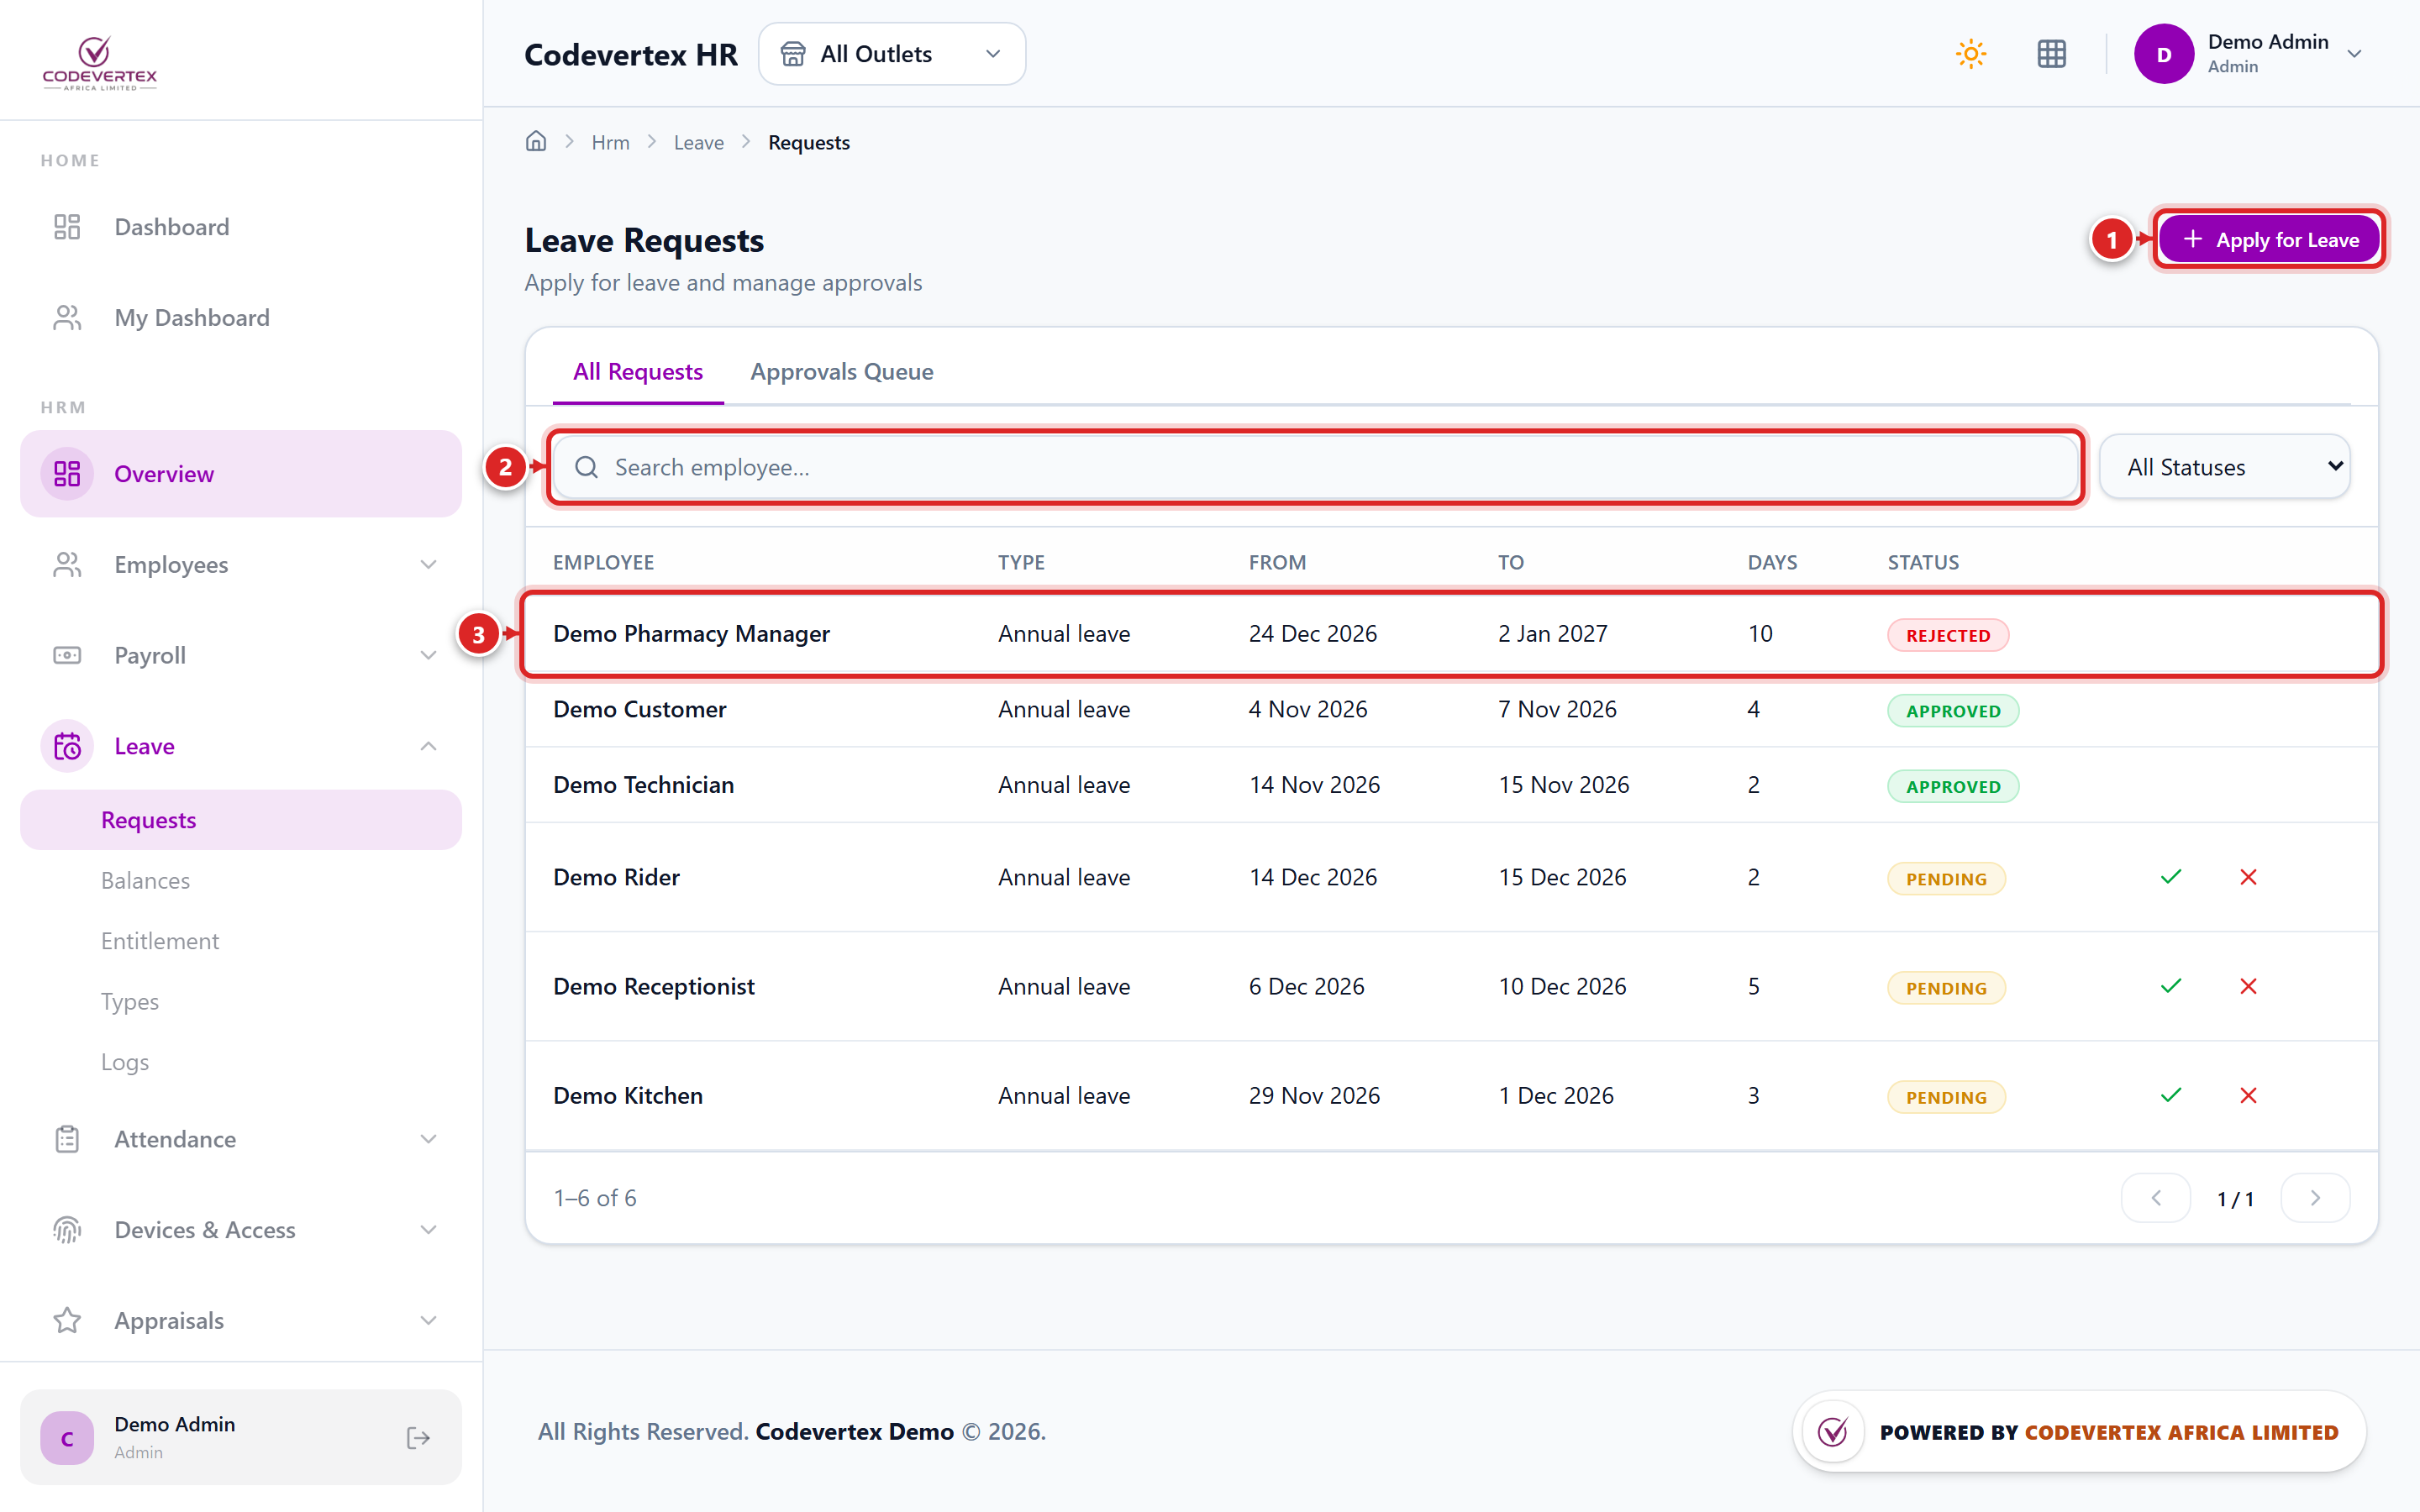 CODEVERTEX
AFRICA LIMITED
HOME
Dashboard
My Dashboard
HRM
Overview
Employees
Payroll
Leave
Requests
Balances
Entitlement
Types
Logs
Attendance
Devices & Access
Appraisals
C
Demo Admin
Admin
Codevertex HR
All Outlets
D
Demo Admin
Admin
Hrm
Leave
Requests
Leave Requests
Apply for leave and manage approvals
1
Apply for Leave
All Requests
Approvals Queue
2
Search employee...
All Statuses
EMPLOYEE TYPE FROM TO DAYS STATUS
3
Demo Pharmacy Manager Annual leave 24 Dec 2026 2 Jan 2027 10 REJECTED
Demo Customer Annual leave 4 Nov 2026 7 Nov 2026 4 APPROVED
Demo Technician Annual leave 14 Nov 2026 15 Nov 2026 2 APPROVED
Demo Rider Annual leave 14 Dec 2026 15 Dec 2026 2 PENDING
Demo Receptionist Annual leave 6 Dec 2026 10 Dec 2026 5 PENDING
Demo Kitchen Annual leave 29 Nov 2026 1 Dec 2026 3 PENDING
1–6 of 6
1 / 1
All Rights Reserved. Codevertex Demo © 2026.
POWERED BY CODEVERTEX AFRICA LIMITED